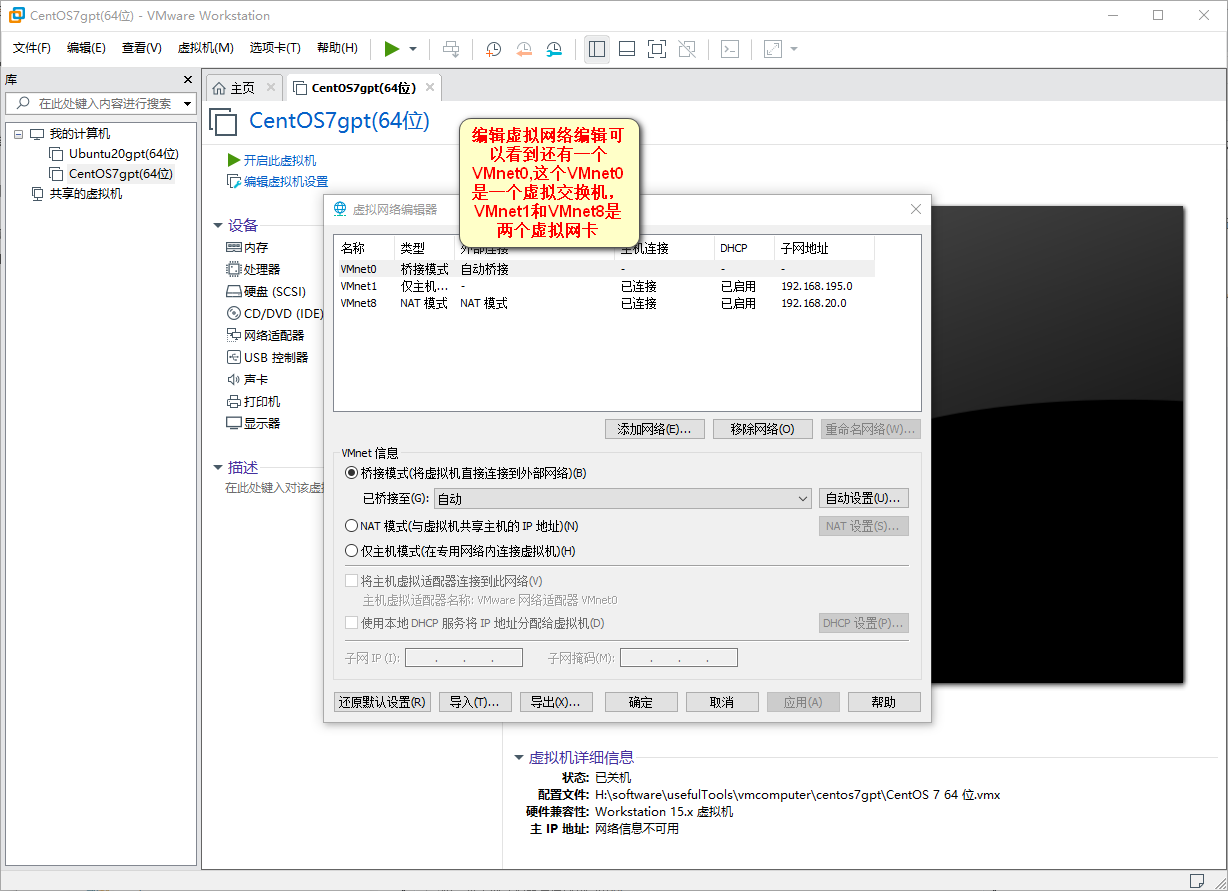 CentOS7gpt(64位) - VMware Workstation
文件(F) 编辑(E) 查看(V) 虚拟机(M) 选项卡(T) 帮助(H)
库
在此处键入内容进行搜索
我的计算机
Ubuntu20gpt(64位)
CentOS7gpt(64位)
共享的虚拟机
主页
CentOS7gpt(64位)
CentOS7gpt(64位)
开启此虚拟机
编辑虚拟机设置
设备
内存
处理器
硬盘 (SCSI)
CD/DVD (IDE)
网络适配器
USB 控制器
声卡
打印机
显示器
描述
在此处键入对该虚拟
编辑虚拟网络编辑可
以看到还有一个
VMnet0,这个VMnet0
是一个虚拟交换机，
VMnet1和VMnet8是
两个虚拟网卡
虚拟网络编辑器
名称 类型 外部连接 主机连接 DHCP 子网地址
VMnet0 桥接模式 自动桥接 - - -
VMnet1 仅主机... - 已连接 已启用 192.168.195.0
VMnet8 NAT 模式 NAT 模式 已连接 已启用 192.168.20.0
添加网络(E)... 移除网络(O) 重命名网络(W)...
VMnet 信息
桥接模式(将虚拟机直接连接到外部网络)(B)
已桥接至(G): 自动 自动设置(U)...
NAT 模式(与虚拟机共享主机的 IP 地址)(N) NAT 设置(S)...
仅主机模式(在专用网络内连接虚拟机)(H)
将主机虚拟适配器连接到此网络(V)
主机虚拟适配器名称: VMware 网络适配器 VMnet0
使用本地 DHCP 服务将 IP 地址分配给虚拟机(D) DHCP 设置(P)...
子网 IP (I): . . . 子网掩码(M): . . .
还原默认设置(R) 导入(T)... 导出(X)... 确定 取消 应用(A) 帮助
虚拟机详细信息
状态: 已关机
配置文件: H:\software\usefulTools\vmcomputer\centos7gpt\CentOS 7 64 位.vmx
硬件兼容性: Workstation 15.x 虚拟机
主 IP 地址: 网络信息不可用